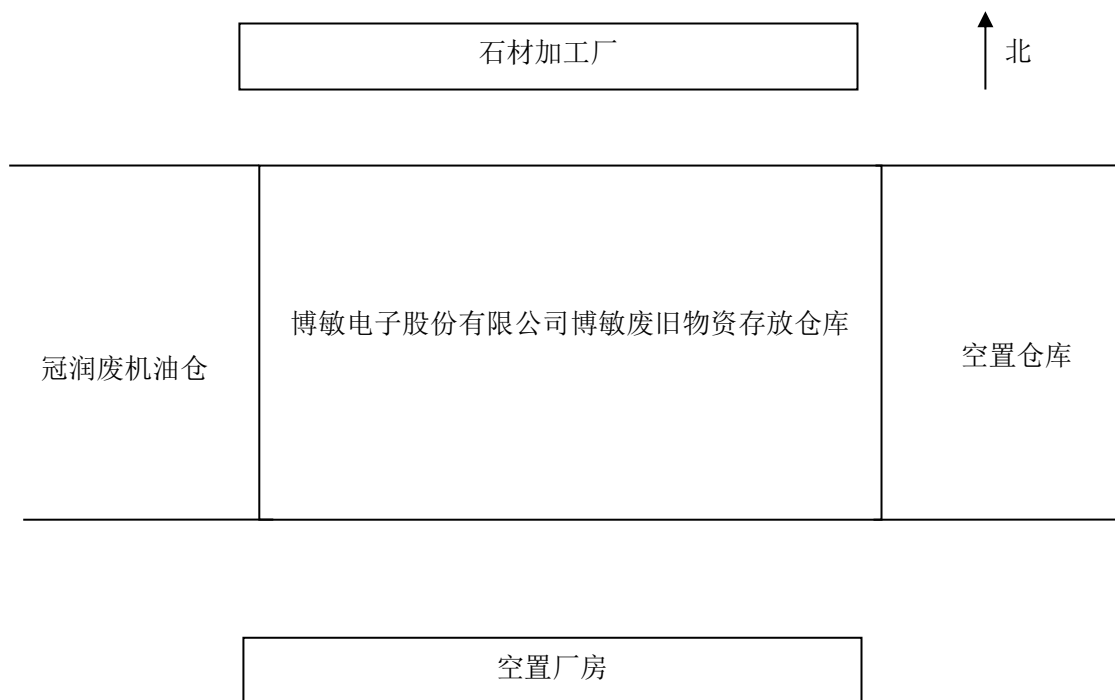 石材加工厂
北
博敏电子股份有限公司博敏废旧物资存放仓库
冠润废机油仓
空置仓库
空置厂房